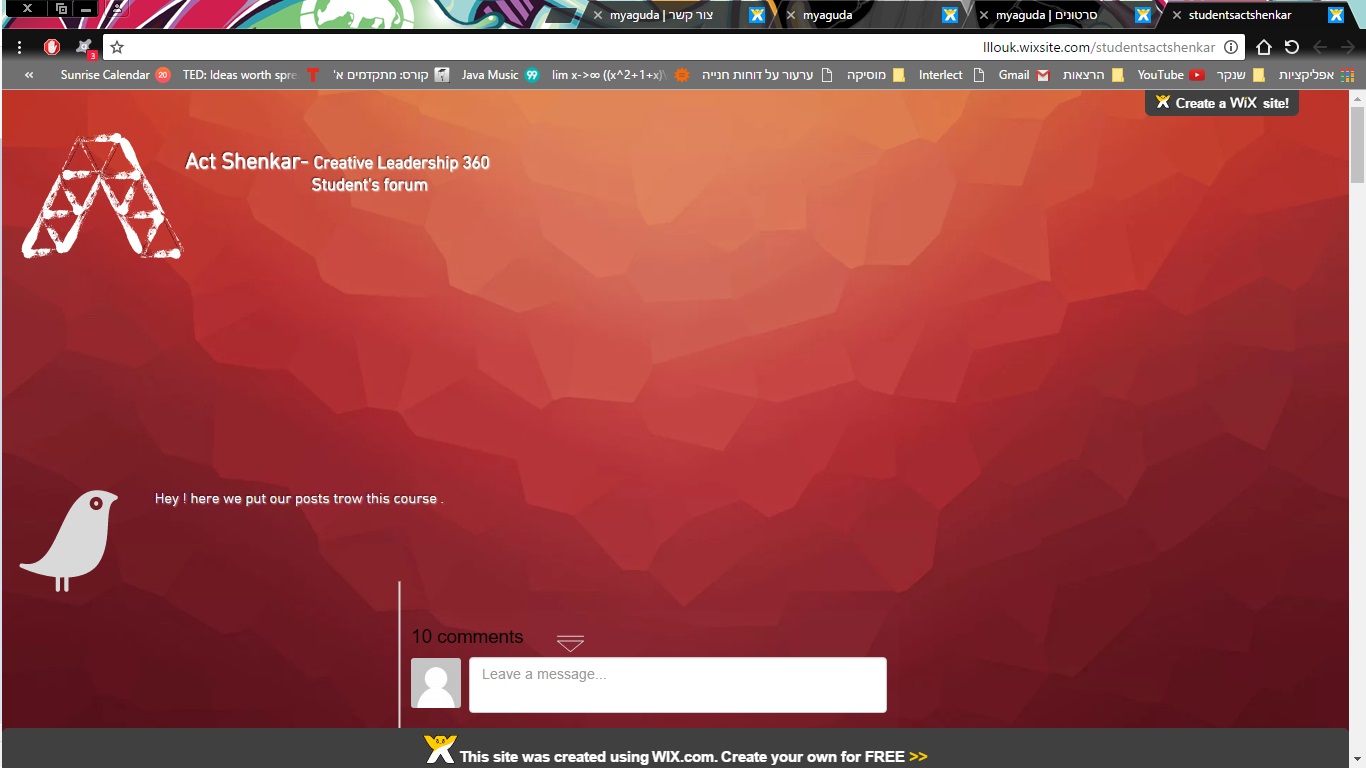 myaguda | צור קשר
myaguda
myaguda | סרטונים
studentsactshenkar
3
lllouk.wixsite.com/studentsactshenkar
«
Sunrise Calendar
20
TED: Ideas worth spre
קורס: מתקדמים א'
Java Music
99
lim x->∞ ((x^2+1+x)\
ערעור על דוחות חנייה
מוסיקה
Interlect
Gmail
הרצאות
YouTube
שנקר
אפליקציות
Create a WiX site!
Act Shenkar- Creative Leadership 360
Student's forum
Hey ! here we put our posts trow this course .
10 comments
Leave a message...
This site was created using WIX.com. Create your own for FREE >>